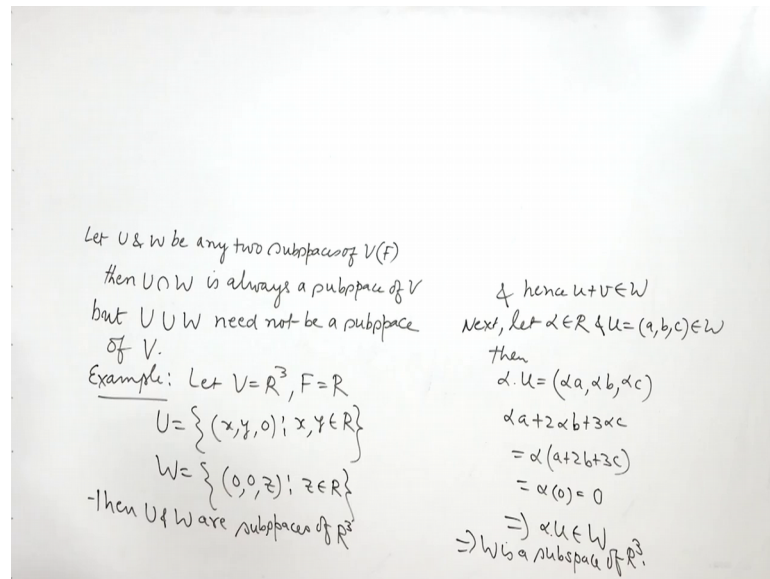 Let U & W be any two subspaces of V(F)
then U∩W is always a subspace of V
but U∪W need not be a subspace
of V.
Example: Let V=R³, F=R
U={(x,y,0); x,y∈R}
W={(0,0,z); z∈R}
-Then U & W are subspaces of R³
& hence u+v∈W
Next, let α∈R & u=(a,b,c)∈W
then
α.u=(αa,αb,αc)
αa+2αb+3αc
=α(a+2b+3c)
=α(0)=0
⇒ α.u∈W
⇒ W is a subspace of R³.